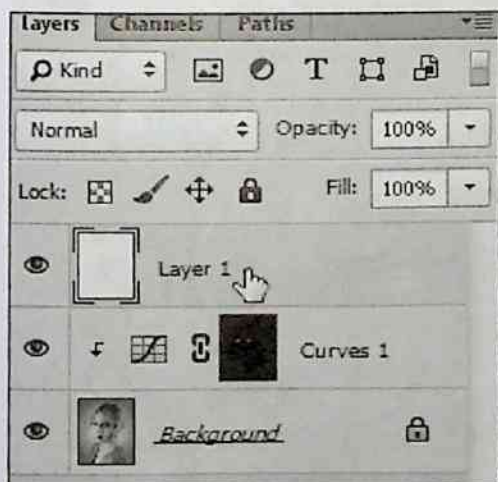 Layers Channels Paths
Kind T
Normal Opacity: 100%
Lock: Fill: 100%
Layer 1
Curves 1
Background